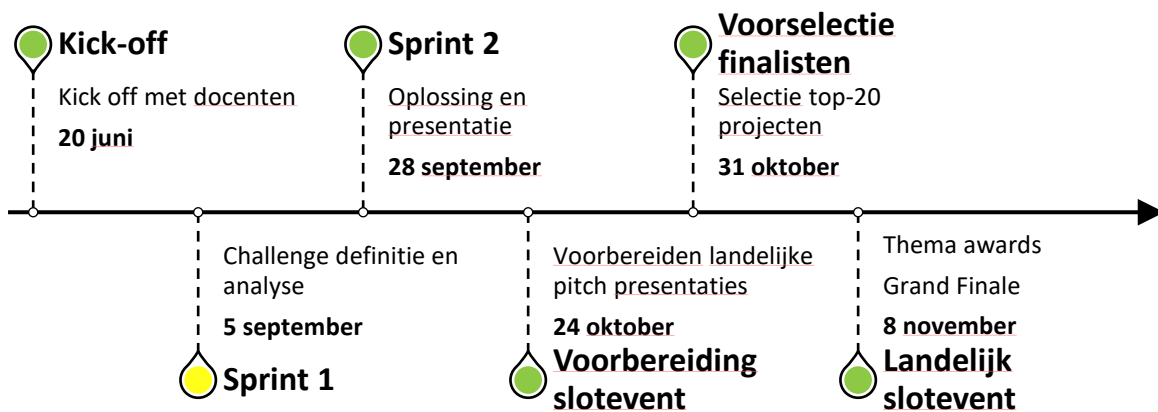 Kick-off
Kick off met docenten
20 juni
Sprint 2
Oplossing en
presentatie
28 september
Voorselectie
finalisten
Selectie top-20
projecten
31 oktober
Challenge definitie en
analyse
5 september
Sprint 1
Voorbereiden landelijke
pitch presentaties
24 oktober
Voorbereiding
slotevent
Thema awards
Grand Finale
8 november
Landelijk
slotevent